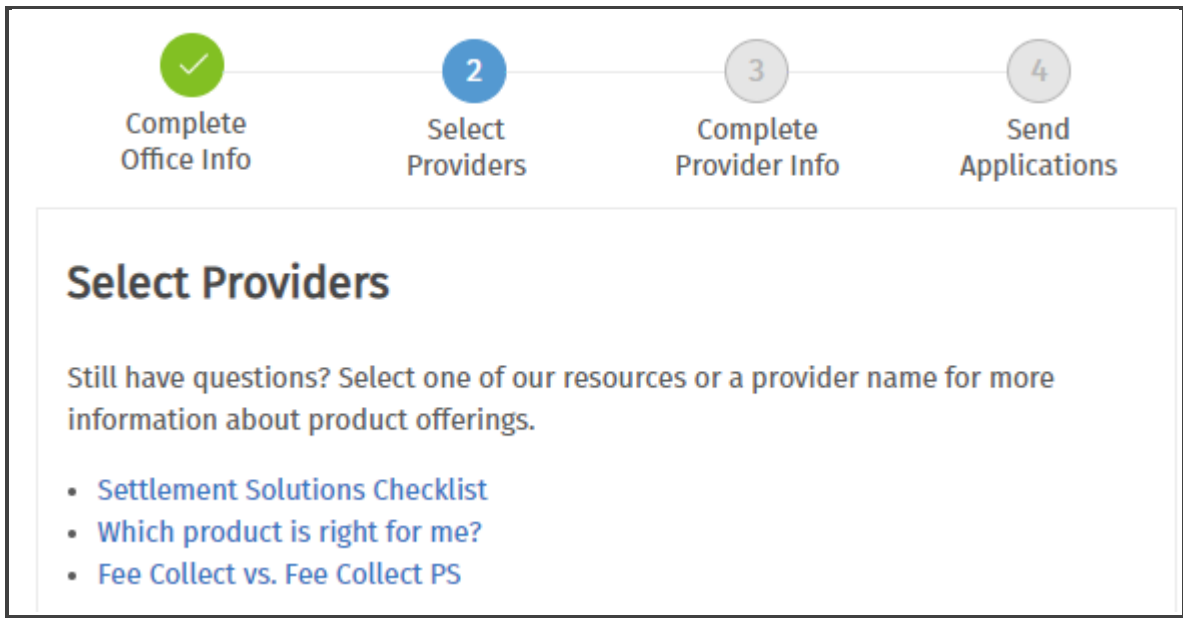 2
3
4
Complete
Office Info
Select
Providers
Complete
Provider Info
Send
Applications
Select Providers
Still have questions? Select one of our resources or a provider name for more
information about product offerings.
• Settlement Solutions Checklist
• Which product is right for me?
• Fee Collect vs. Fee Collect PS